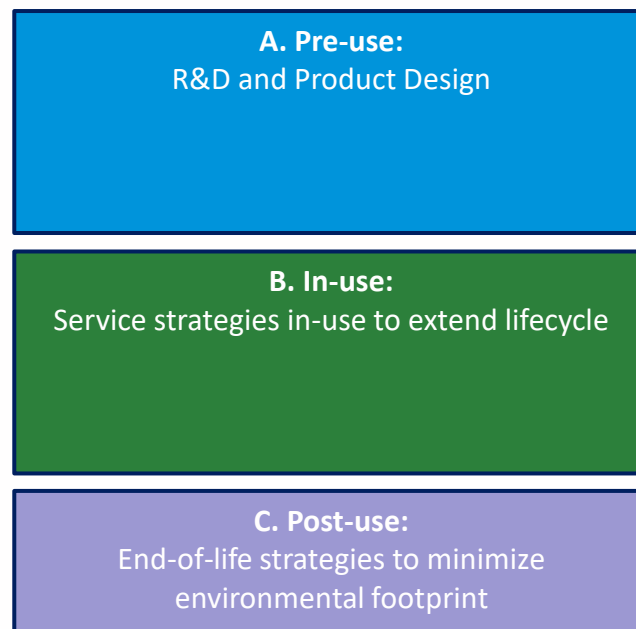 A. Pre-use:
R&D and Product Design
B. In-use:
Service strategies in-use to extend lifecycle
C. Post-use:
End-of-life strategies to minimize
environmental footprint